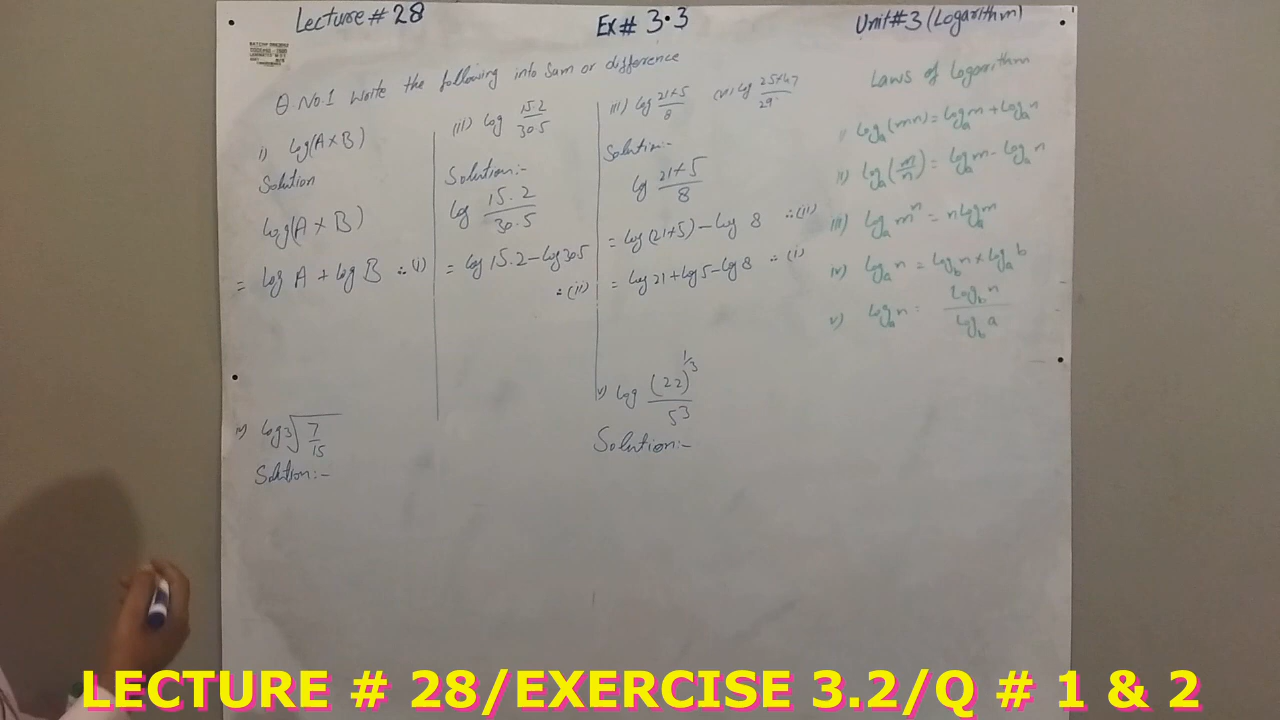 Lecture # 28
Ex# 3.3
Unit#3 (Logarithm)
Q No.1 Write the following into Sum or difference
i) log(A×B)
Solution
log(A×B)
= log A + log B ∴(i)
(ii) log 15.2/30.5
Solution:-
log 15.2/30.5
= log 15.2 - log 30.5
∴(ii)
iii) log 21×5/8
Solution:-
log 21×5/8
= log(21×5) - log 8 ∴(ii)
= log 21 + log 5 - log 8 ∴(i)
log 25×47/29
Laws of Logarithm
i) logₐ(mn) = logₐm + logₐn
ii) logₐ(m/n) = logₐm - logₐn
iii) logₐmⁿ = n logₐm
iv) logₐn = log_b n × logₐb
v) logₐn = log_b n / log_b a
iv) log ³√(7/15)
Solution:-
v) log (22)^(1/3) / 5³
Solution:-
LECTURE # 28/EXERCISE 3.2/Q # 1 & 2